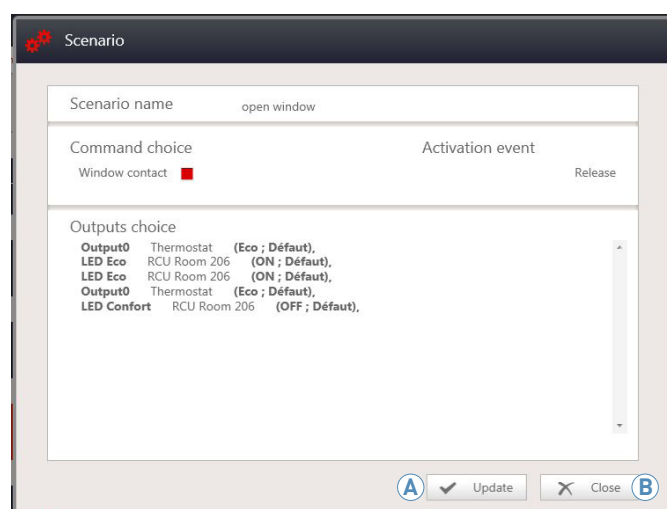 Scenario
Scenario name open window
Command choice Activation event
Window contact Release
Outputs choice
Output0 Thermostat (Eco ; Défaut),
LED Eco RCU Room 206 (ON ; Défaut),
LED Eco RCU Room 206 (ON ; Défaut),
Output0 Thermostat (Eco ; Défaut),
LED Confort RCU Room 206 (OFF ; Défaut),
A Update Close B